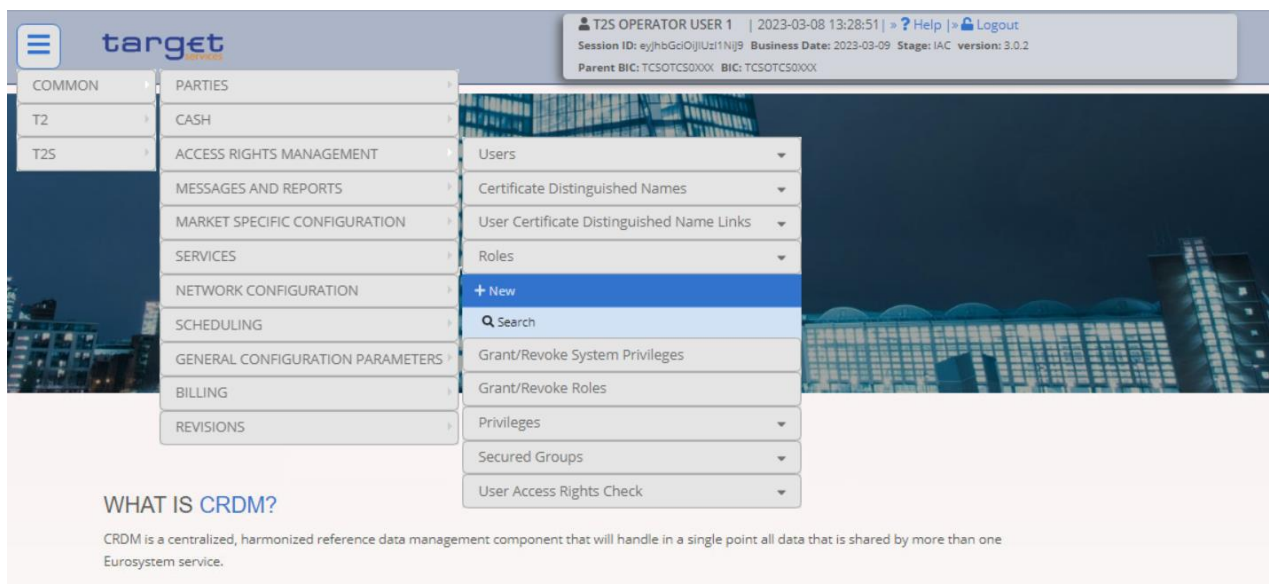 T2S OPERATOR USER 1 | 2023-03-08 13:28:51 | » ? Help | » Logout
Session ID: eyJhbGciOiJIUzI1NiJ9 Business Date: 2023-03-09 Stage: IAC version: 3.0.2
Parent BIC: TCSOTCS0XXX BIC: TCSOTCS0XXX
target
services
COMMON
T2
T2S
PARTIES
CASH
ACCESS RIGHTS MANAGEMENT
MESSAGES AND REPORTS
MARKET SPECIFIC CONFIGURATION
SERVICES
NETWORK CONFIGURATION
SCHEDULING
GENERAL CONFIGURATION PARAMETERS
BILLING
REVISIONS
Users
Certificate Distinguished Names
User Certificate Distinguished Name Links
Roles
+ New
Search
Grant/Revoke System Privileges
Grant/Revoke Roles
Privileges
Secured Groups
User Access Rights Check
WHAT IS CRDM?
CRDM is a centralized, harmonized reference data management component that will handle in a single point all data that is shared by more than one
Eurosystem service.